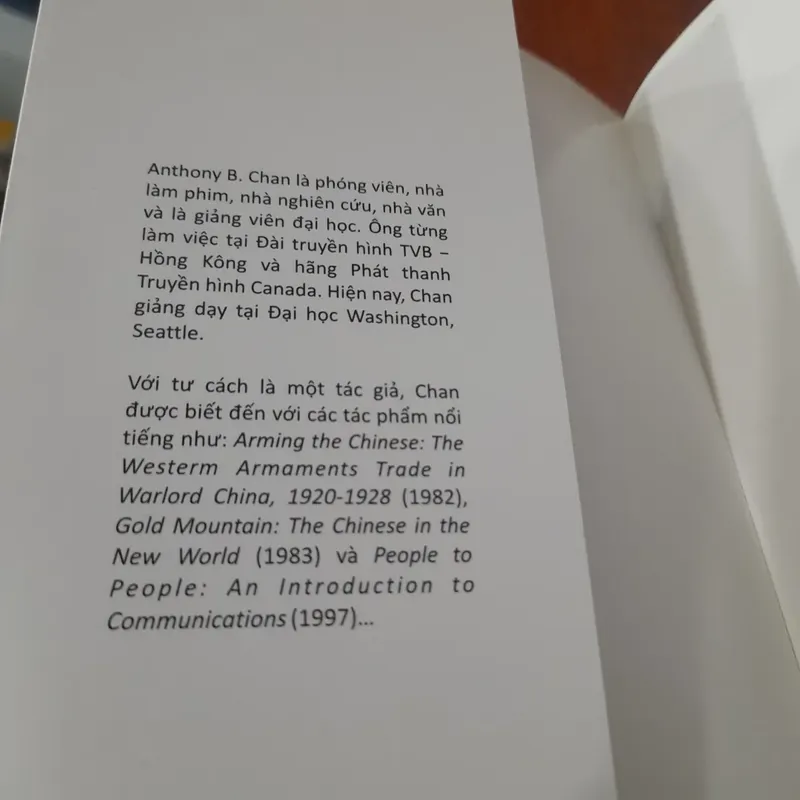 Anthony B. Chan là phóng viên, nhà
làm phim, nhà nghiên cứu, nhà văn
và là giảng viên đại học. Ông từng
làm việc tại Đài truyền hình TVB –
Hồng Kông và hãng Phát thanh
Truyền hình Canada. Hiện nay, Chan
giảng dạy tại Đại học Washington,
Seattle.
Với tư cách là một tác giả, Chan
được biết đến với các tác phẩm nổi
tiếng như: Arming the Chinese: The
Westerm Armaments Trade in
Warlord China, 1920-1928 (1982),
Gold Mountain: The Chinese in the
New World (1983) và People to
People: An Introduction to
Communications (1997)...